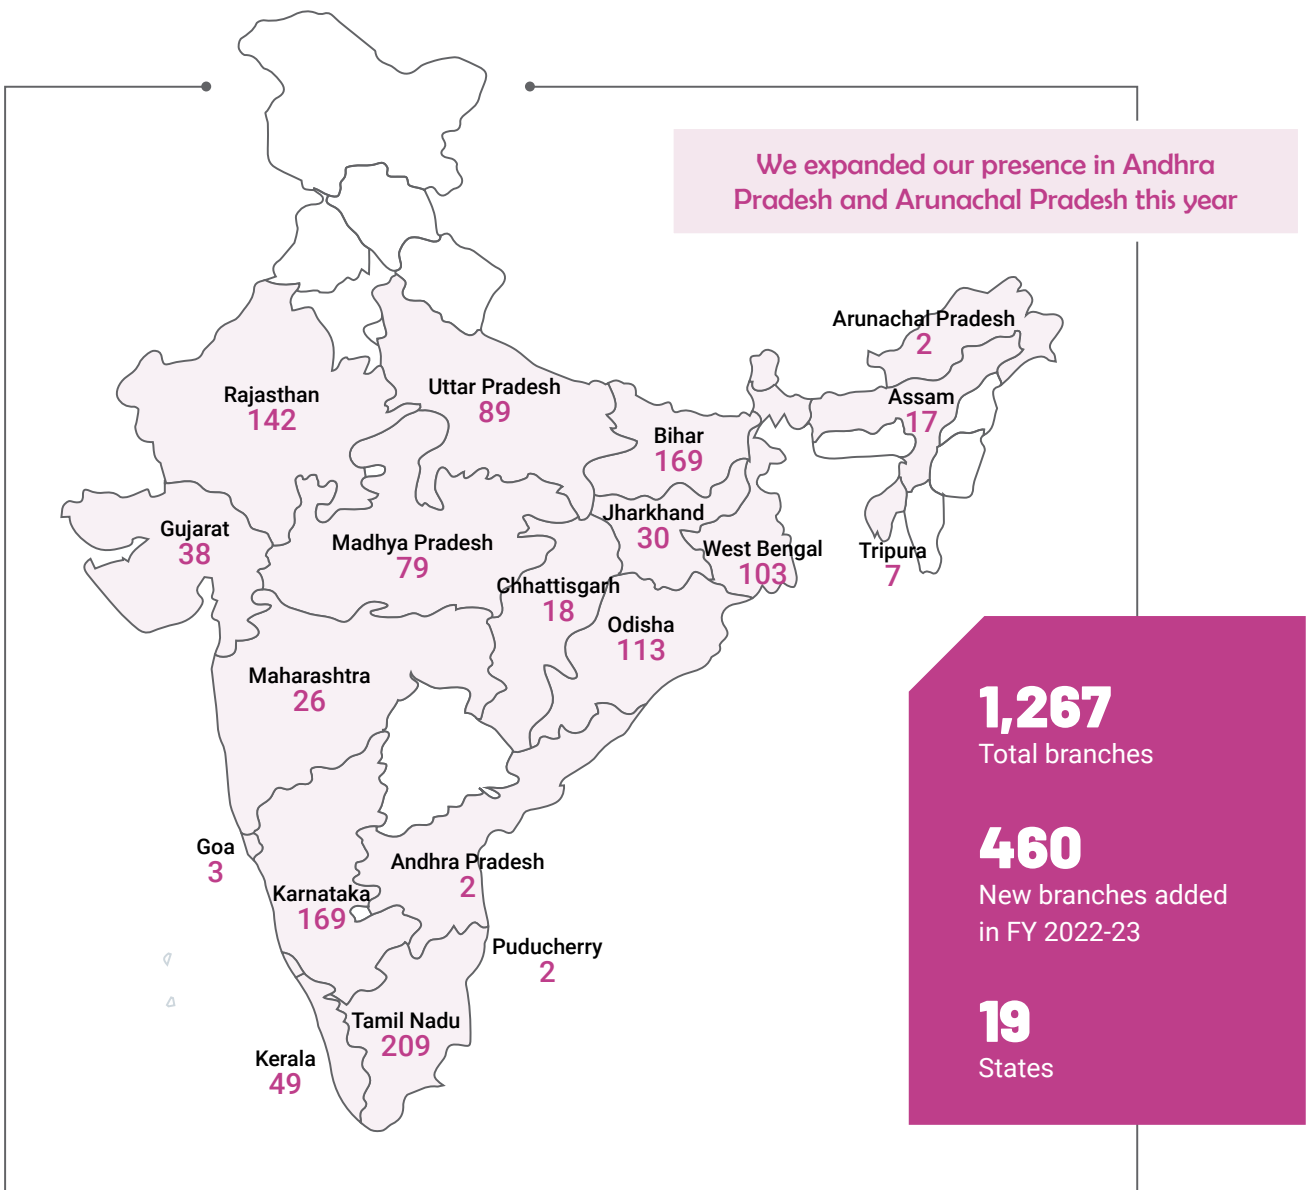 We expanded our presence in Andhra
Pradesh and Arunachal Pradesh this year
Arunachal Pradesh
2
Assam
17
Uttar Pradesh
89
Rajasthan
142
Bihar
169
Jharkhand
30
Gujarat
38
Madhya Pradesh
79
West Bengal
103
Tripura
7
Chhattisgarh
18
Odisha
113
Maharashtra
26
Goa
3
Andhra Pradesh
2
Karnataka
169
Puducherry
2
Tamil Nadu
209
Kerala
49
1,267
Total branches
460
New branches added
in FY 2022-23
19
States